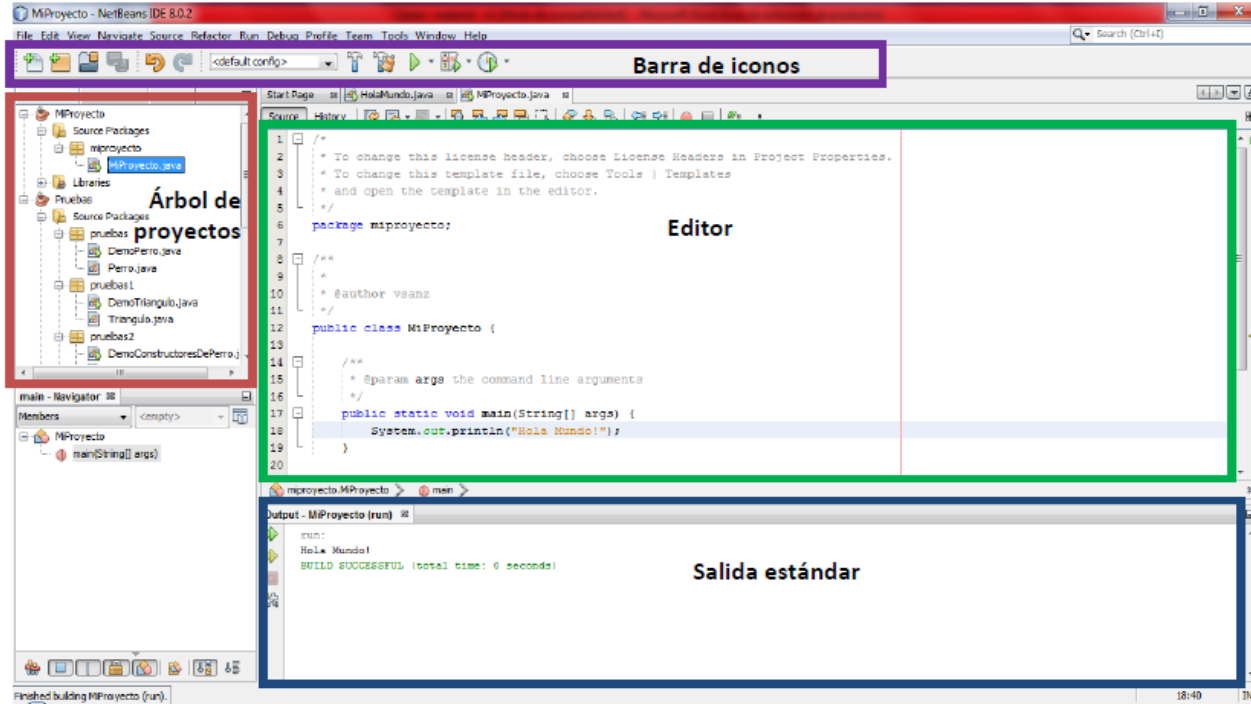 MiProyecto - NetBeans IDE 8.0.2
File Edit View Navigate Source Refactor Run Debug Profile Team Tools Window Help
Search (Ctrl+I)
<default config>
Barra de iconos
Start Page
HolaMundo.java
MiProyecto.java
Source History
MiProyecto
Source Packages
miproyecto
MiProyecto.java
Libraries
Pruebas
Source Packages
pruebas
DemoPerro.java
Perro.java
pruebas1
DemoTriangulo.java
Triangulo.java
pruebas2
DemoConstructoresDePerro.j
Árbol de
proyectos
main - Navigator
Members
<empty>
MiProyecto
main(String[] args)
1 /*
2 * To change this license header, choose License Headers in Project Properties.
3 * To change this template file, choose Tools | Templates
4 * and open the template in the editor.
5 */
6 package miproyecto;
7
8 /**
9 *
10 * @author vsanz
11 */
12 public class MiProyecto {
13
14 /**
15 * @param args the command line arguments
16 */
17 public static void main(String[] args) {
18 System.out.println("Hola Mundo!");
19 }
20
Editor
miproyecto.MiProyecto
main
Output - MiProyecto (run)
run:
Hola Mundo!
BUILD SUCCESSFUL (total time: 0 seconds)
Salida estándar
Finished building MiProyecto (run).
18:40